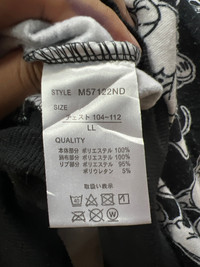 STYLE M57122ND
SIZE
チェスト 104-112
LL
QUALITY
本体部分 ポリエステル 100%
別布部分 ポリエステル 100%
リブ部分 ポリエステル 95%
ポリウレタン 5%
取扱い表示